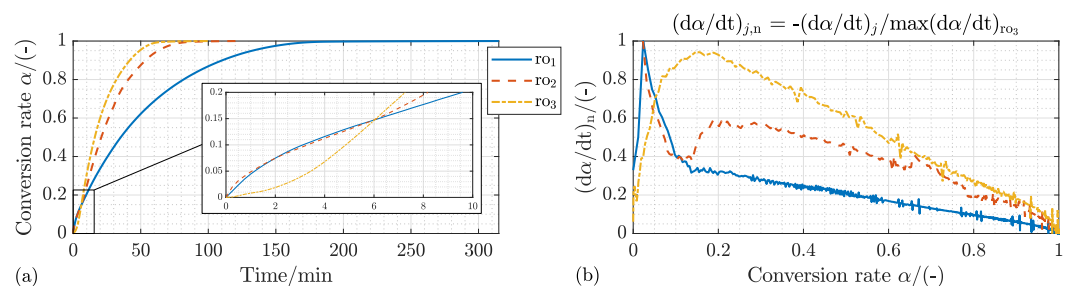 (dα/dt)j,n = -(dα/dt)j/max(dα/dt)ro3
Conversion rate α/(-)
1
0.8
0.6
0.4
0.2
0
0 50 100 150 200 250 300
Time/min
(a)
0.2
0.15
0.1
0.05
0
0 2 4 6 8 10
ro1
ro2
ro3
(dα/dt)n/(-)
1
0.8
0.6
0.4
0.2
0
0 0.2 0.4 0.6 0.8 1
Conversion rate α/(-)
(b)